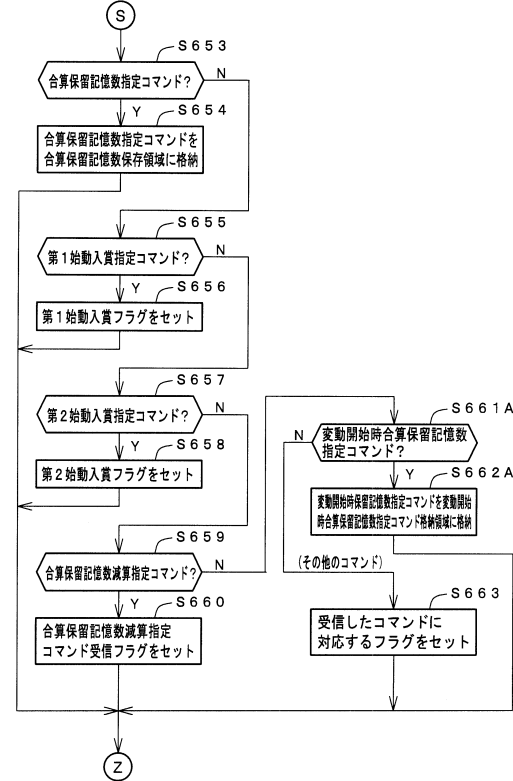 S
S653
合算保留記憶数指定コマンド?
N
Y
S654
合算保留記憶数指定コマンドを
合算保留記憶数保存領域に格納
S655
第1始動入賞指定コマンド?
N
Y
S656
第1始動入賞フラグをセット
S657
第2始動入賞指定コマンド?
N
Y
S658
第2始動入賞フラグをセット
S659
合算保留記憶数減算指定コマンド?
N
Y
S660
合算保留記憶数減算指定
コマンド受信フラグをセット
S661A
変動開始時合算保留記憶数
指定コマンド?
N
Y
S662A
変動開始時保留記憶数指定コマンドを変動開始
時合算保留記憶数指定コマンド格納領域に格納
(その他のコマンド)
S663
受信したコマンドに
対応するフラグをセット
Z